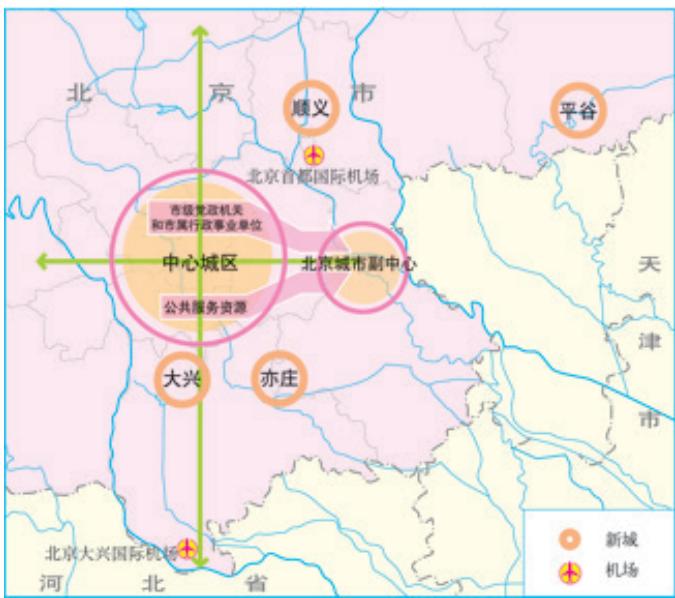 北京市
顺义
平谷
北京首都国际机场
市级党政机关
和市属行政事业单位
中心城区
北京城市副中心
公共服务资源
天津市
大兴
亦庄
北京大兴国际机场
河北省
新城
机场